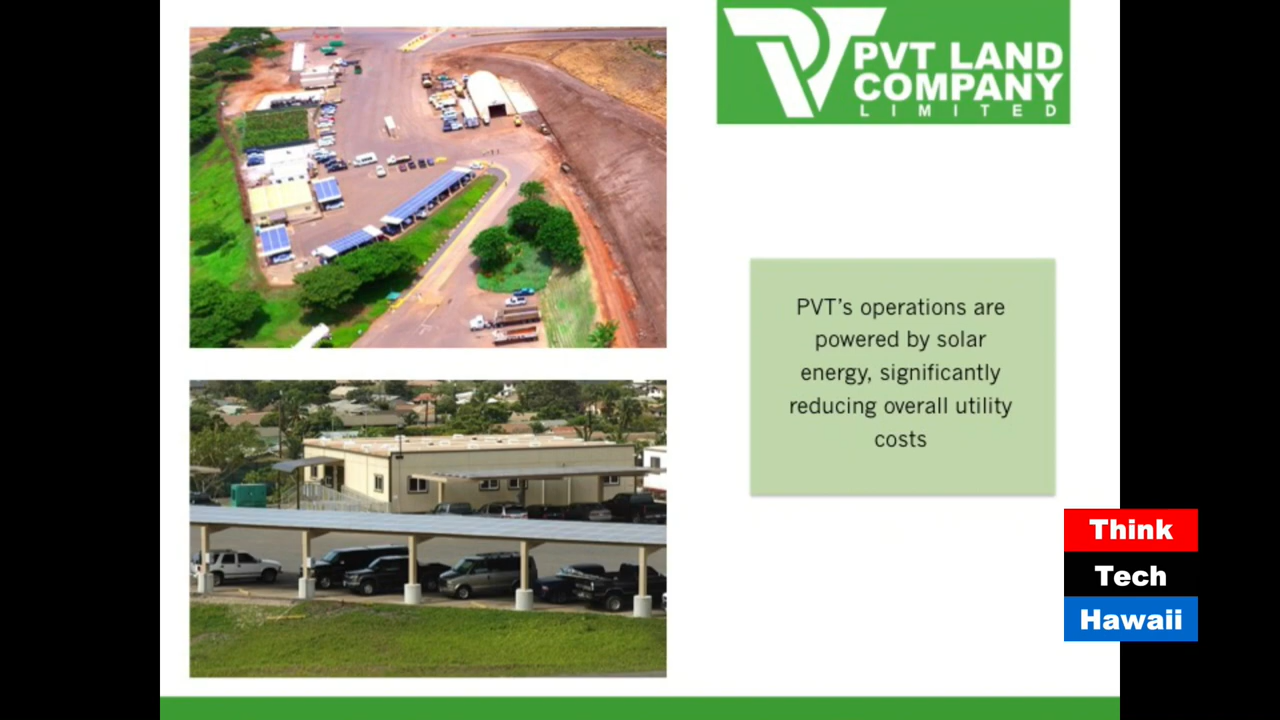 PVT LAND
COMPANY
LIMITED
PVT's operations are
powered by solar
energy, significantly
reducing overall utility
costs
Think
Tech
Hawaii